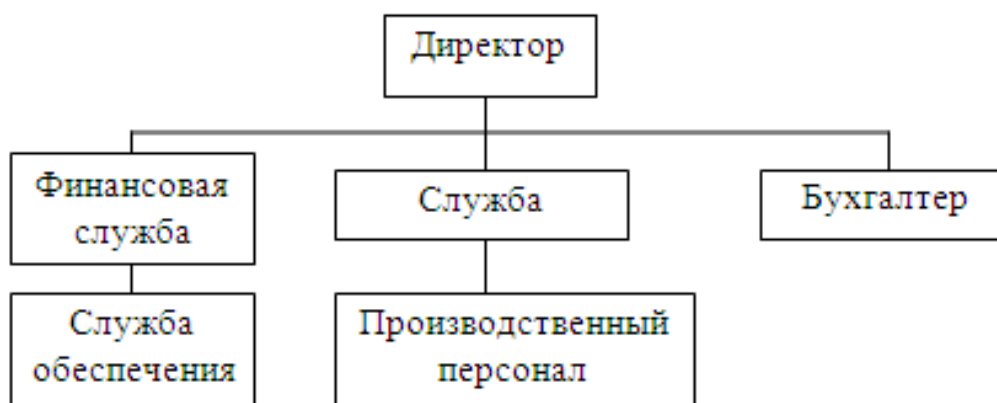 Директор
Финансовая
служба
Служба
Бухгалтер
Служба
обеспечения
Производственный
персонал